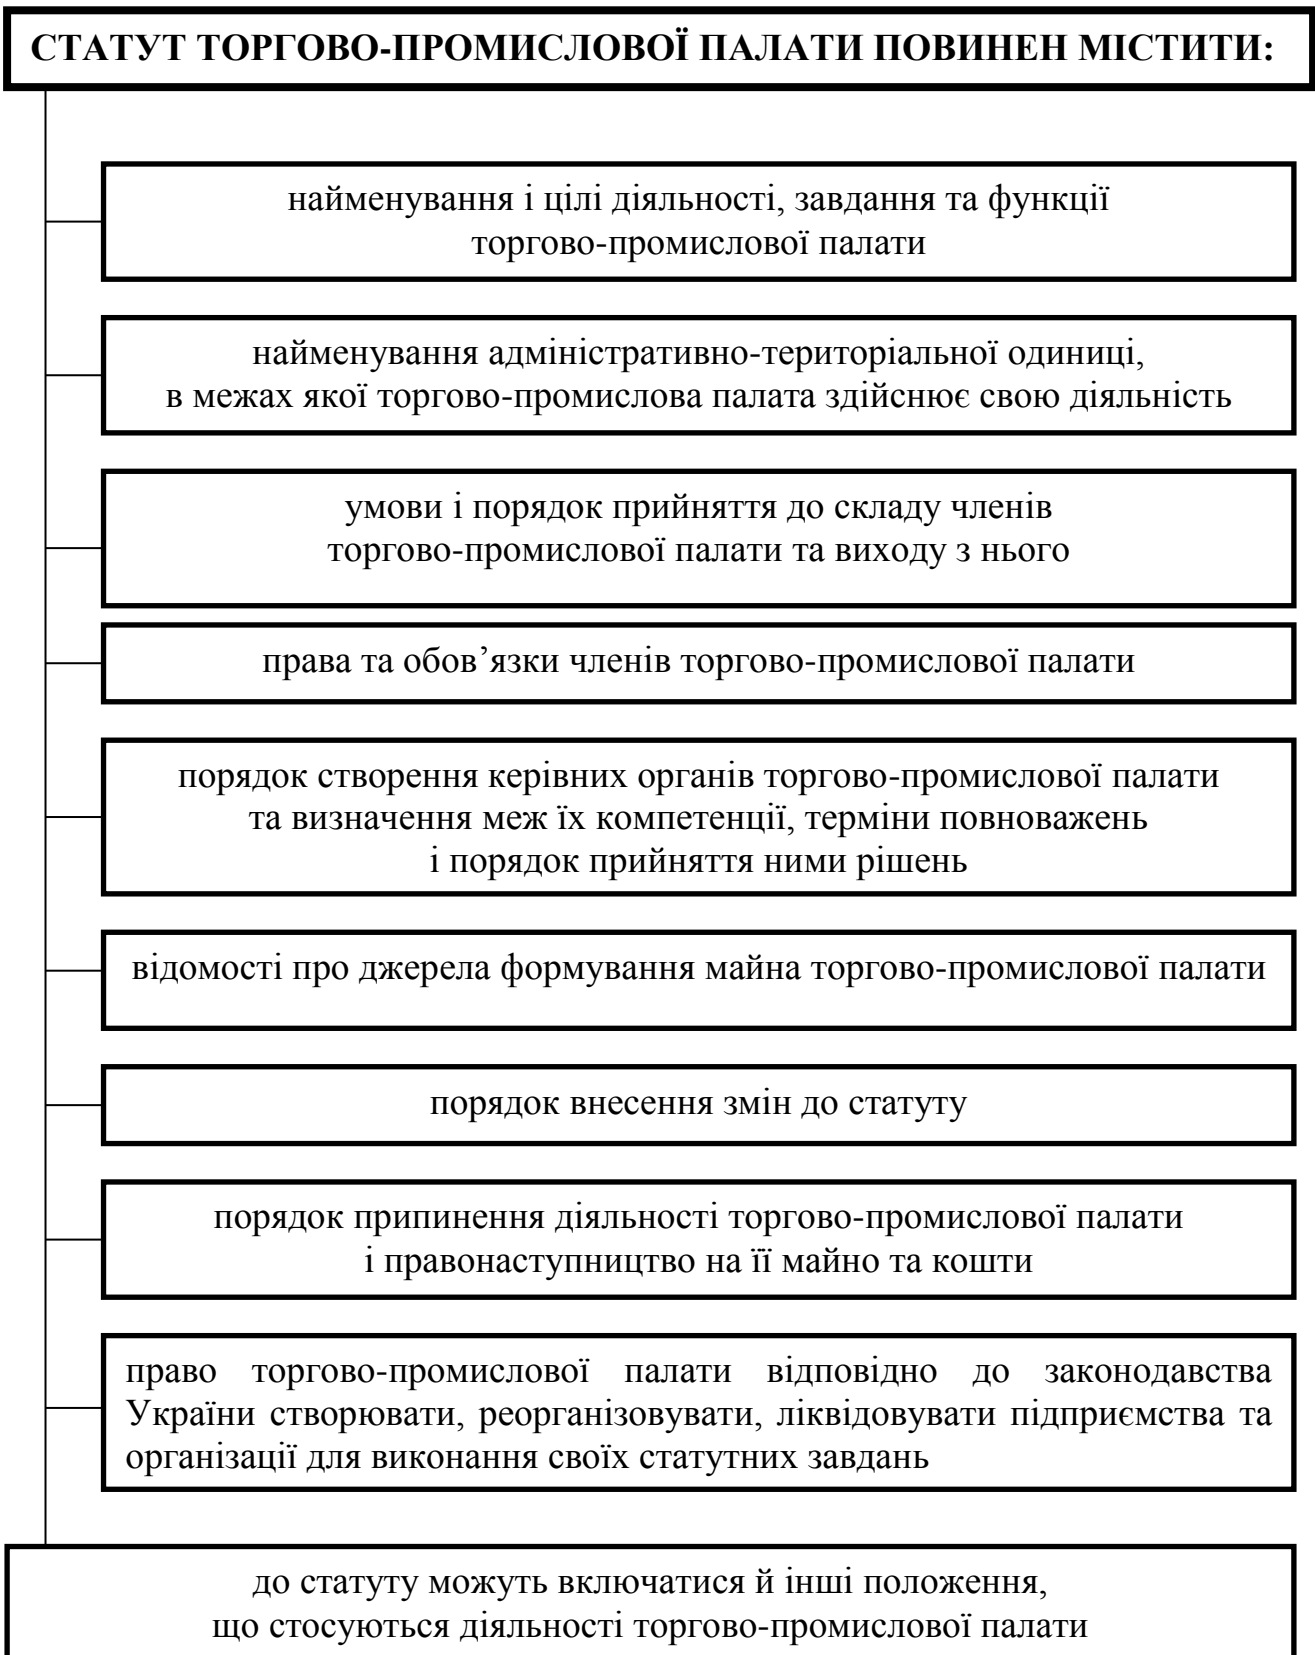 СТАТУТ ТОРГОВО-ПРОМИСЛОВОЇ ПАЛАТИ ПОВИНЕН МІСТИТИ:
найменування і цілі діяльності, завдання та функції
торгово-промислової палати
найменування адміністративно-територіальної одиниці,
в межах якої торгово-промислова палата здійснює свою діяльність
умови і порядок прийняття до складу членів
торгово-промислової палати та виходу з нього
права та обов’язки членів торгово-промислової палати
порядок створення керівних органів торгово-промислової палати
та визначення меж їх компетенції, терміни повноважень
і порядок прийняття ними рішень
відомості про джерела формування майна торгово-промислової палати
порядок внесення змін до статуту
порядок припинення діяльності торгово-промислової палати
і правонаступництво на її майно та кошти
право торгово-промислової палати відповідно до законодавства
України створювати, реорганізовувати, ліквідовувати підприємства та
організації для виконання своїх статутних завдань
до статуту можуть включатися й інші положення,
що стосуються діяльності торгово-промислової палати